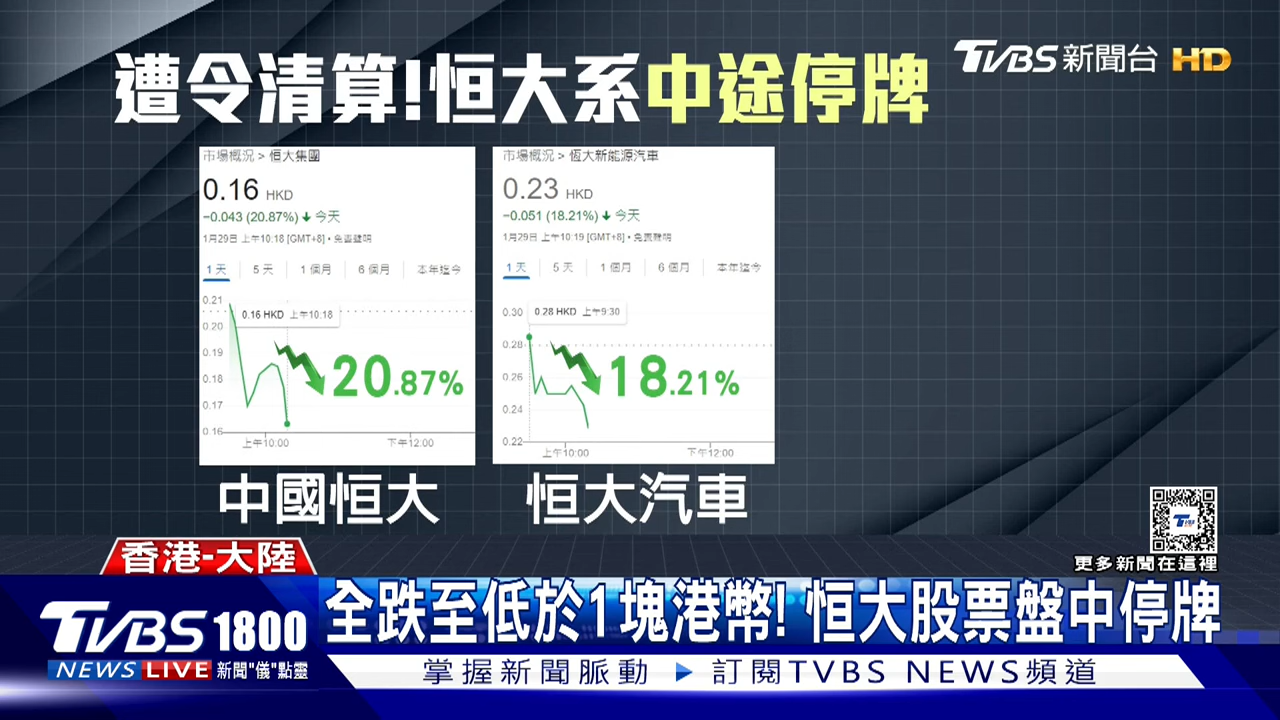 遭令清算!恒大系中途停牌
TVBS新聞台 HD
市場概況 > 恒大集團
0.16 HKD
−0.043 (20.87%) ↓ 今天
1月29日 上午10:18 [GMT+8] • 免責聲明
1 天 5 天 1 個月 6 個月 本年迄今
0.21
0.20
0.19
0.18
0.17
0.16
0.16 HKD 上午10:18
20.87%
上午10:00 下午12:00
中國恒大
市場概況 > 恆大新能源汽車
0.23 HKD
−0.051 (18.21%) ↓ 今天
1月29日 上午10:19 [GMT+8] • 免責聲明
1 天 5 天 1 個月 6 個月 本年迄今
0.30
0.28
0.26
0.24
0.22
0.28 HKD 上午9:30
18.21%
上午10:00 下午12:00
恒大汽車
TVBS
更多新聞在這裡
香港-大陸
全跌至低於1塊港幣! 恒大股票盤中停牌
TVBS 1800
NEWS LIVE 新聞"儀"點靈
掌握新聞脈動 ▶ 訂閱TVBS NEWS頻道